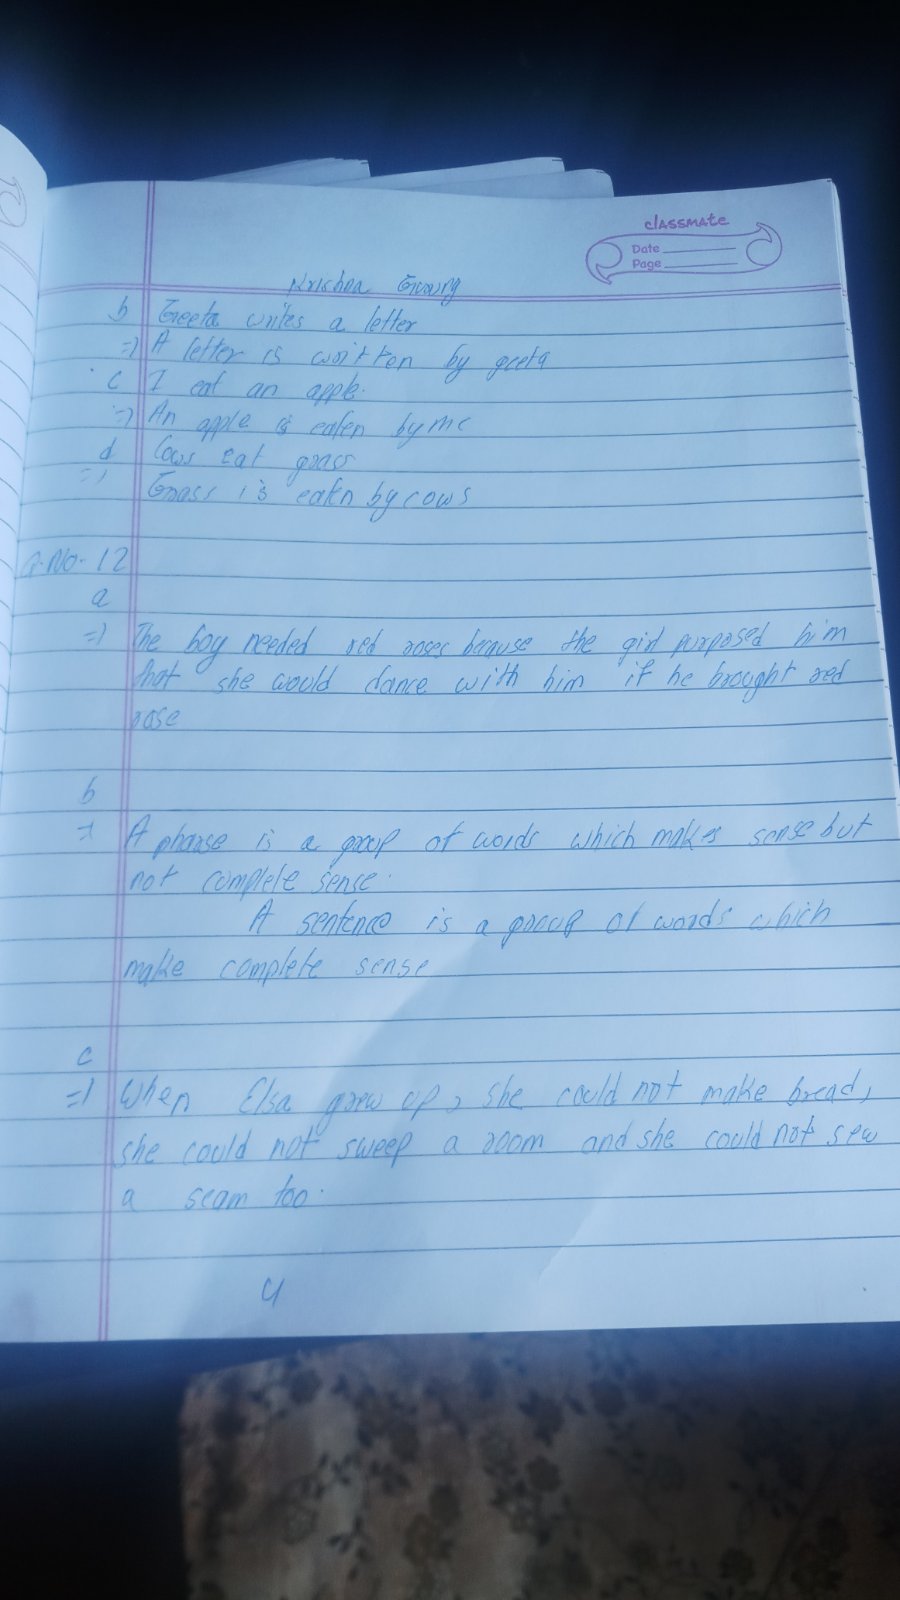 classmate
Date
Page
Krishna Gurung
b Geeta writes a letter
=) A letter is written by geeta
c I eat an apple.
=) An apple is eaten by me
d Cows eat grass
=)
Grass is eaten by cows
Q.No. 12
a
=) The boy needed red roses because the girl purposed him
that she would dance with him if he brought red
rose
b
=) A pharse is a group of words which makes sense but
not complete sense.
A sentence is a group of words which
make complete sense
c
=) When Elsa grew up, she could not make bread,
she could not sweep a room and she could not sew
a seam too.
4